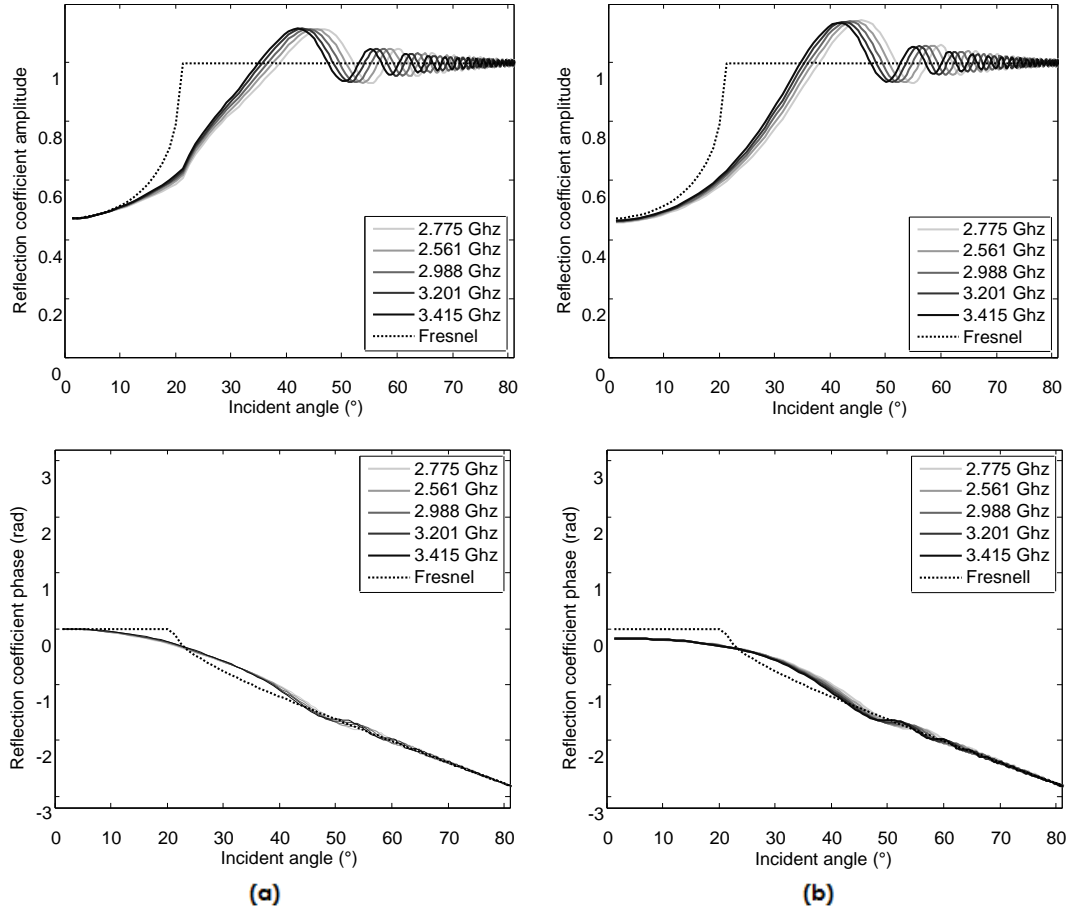 1
0.8
0.6
0.4
0.2
0
Reflection coefficient amplitude
2.775 Ghz
2.561 Ghz
2.988 Ghz
3.201 Ghz
3.415 Ghz
Fresnel
0 10 20 30 40 50 60 70 80
Incident angle (°)
1
0.8
0.6
0.4
0.2
0
Reflection coefficient amplitude
2.775 Ghz
2.561 Ghz
2.988 Ghz
3.201 Ghz
3.415 Ghz
Fresnel
0 10 20 30 40 50 60 70 80
Incident angle (°)
3
2
1
0
-1
-2
-3
Reflection coefficient phase (rad)
2.775 Ghz
2.561 Ghz
2.988 Ghz
3.201 Ghz
3.415 Ghz
Fresnel
0 10 20 30 40 50 60 70 80
Incident angle (°)
(a)
3
2
1
0
-1
-2
-3
Reflection coefficient phase (rad)
2.775 Ghz
2.561 Ghz
2.988 Ghz
3.201 Ghz
3.415 Ghz
Fresnell
0 10 20 30 40 50 60 70 80
Incident angle (°)
(b)